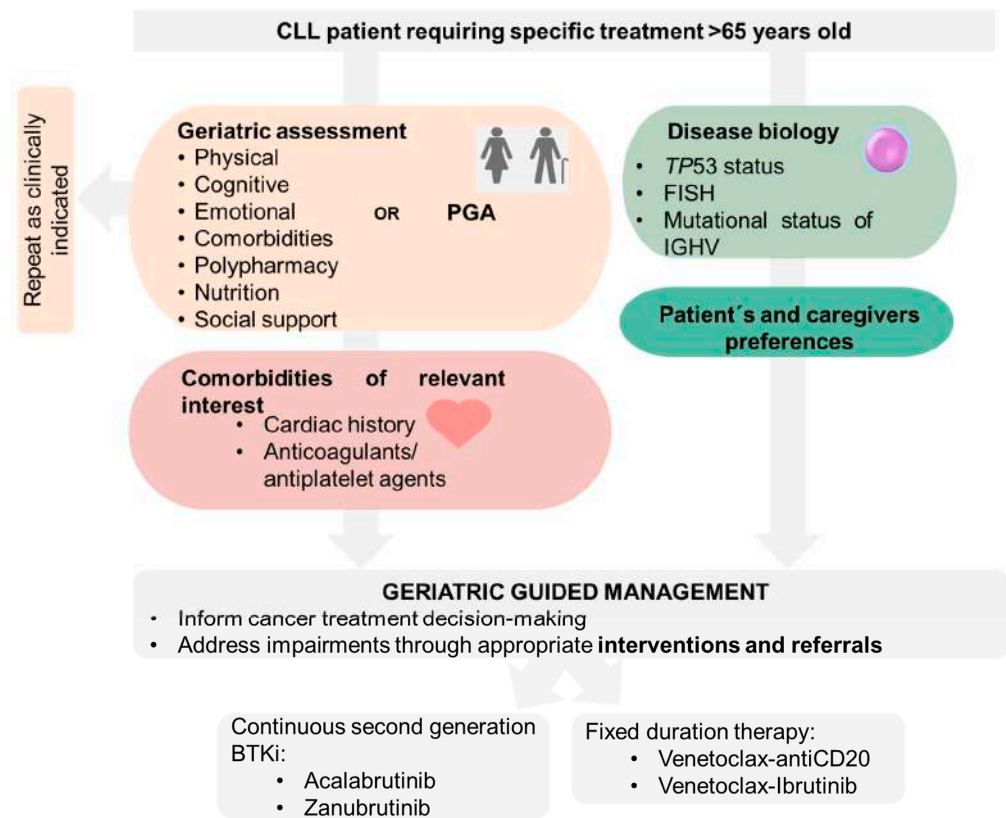 CLL patient requiring specific treatment >65 years old
Repeat as clinically
indicated
Geriatric assessment
• Physical
• Cognitive
• Emotional OR PGA
• Comorbidities
• Polypharmacy
• Nutrition
• Social support
Disease biology
• TP53 status
• FISH
• Mutational status of
IGHV
Patient´s and caregivers
preferences
Comorbidities of relevant
interest
• Cardiac history
• Anticoagulants/
antiplatelet agents
GERIATRIC GUIDED MANAGEMENT
• Inform cancer treatment decision-making
• Address impairments through appropriate interventions and referrals
Continuous second generation
BTKi:
• Acalabrutinib
• Zanubrutinib
Fixed duration therapy:
• Venetoclax-antiCD20
• Venetoclax-Ibrutinib